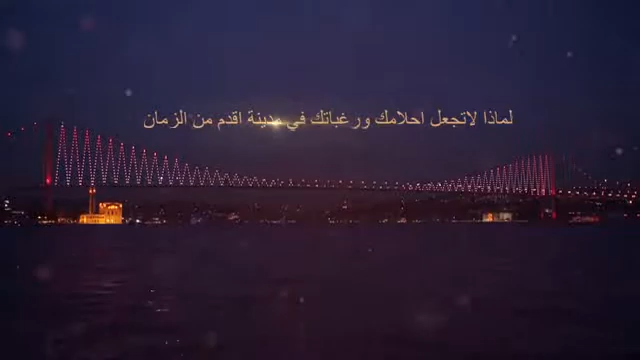 لماذا لاتجعل احلامك ورغباتك في مدينة اقدم من الزمان